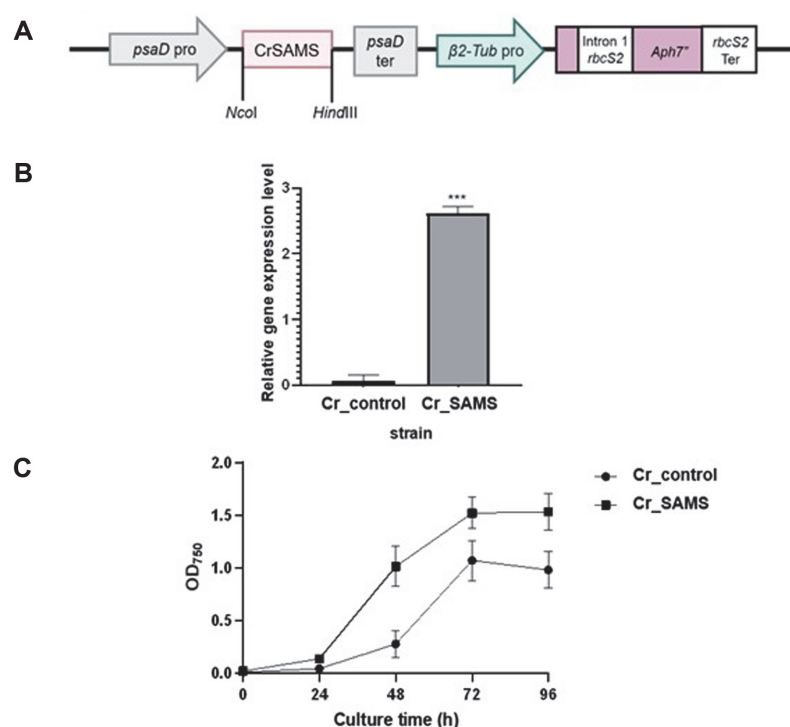 A
psaD pro
CrSAMS
psaD
ter
β2-Tub pro
Intron 1
rbcS2
Aph7"
rbcS2
Ter
NcoI
HindIII
B
Relative gene expression level
3
2
1
0
***
Cr_control
Cr_SAMS
strain
C
OD750
2.0
1.5
1.0
0.5
0.0
0
24
48
72
96
Culture time (h)
Cr_control
Cr_SAMS